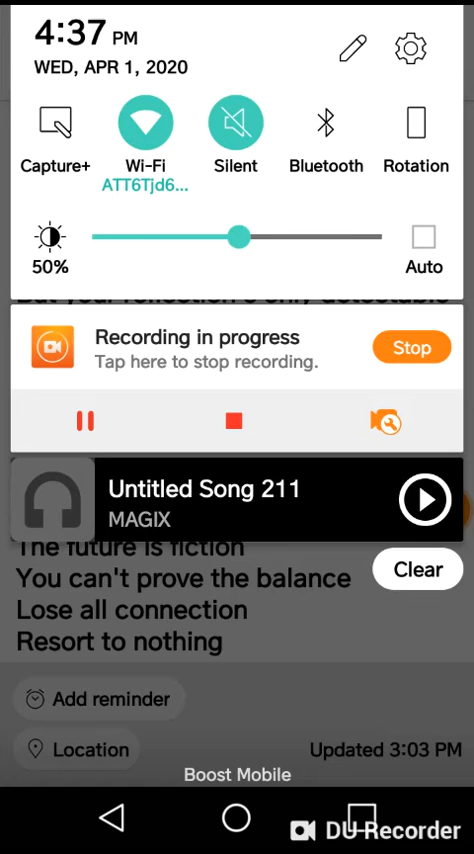 4:37 PM
WED, APR 1, 2020
Capture+
Wi-Fi
Silent
Bluetooth
Rotation
ATT6Tjd6...
50%
Auto
Recording in progress
Tap here to stop recording.
Stop
Untitled Song 211
MAGIX
The future is fiction
You can't prove the balance
Clear
Lose all connection
Resort to nothing
Add reminder
Location
Updated 3:03 PM
Boost Mobile
DU Recorder